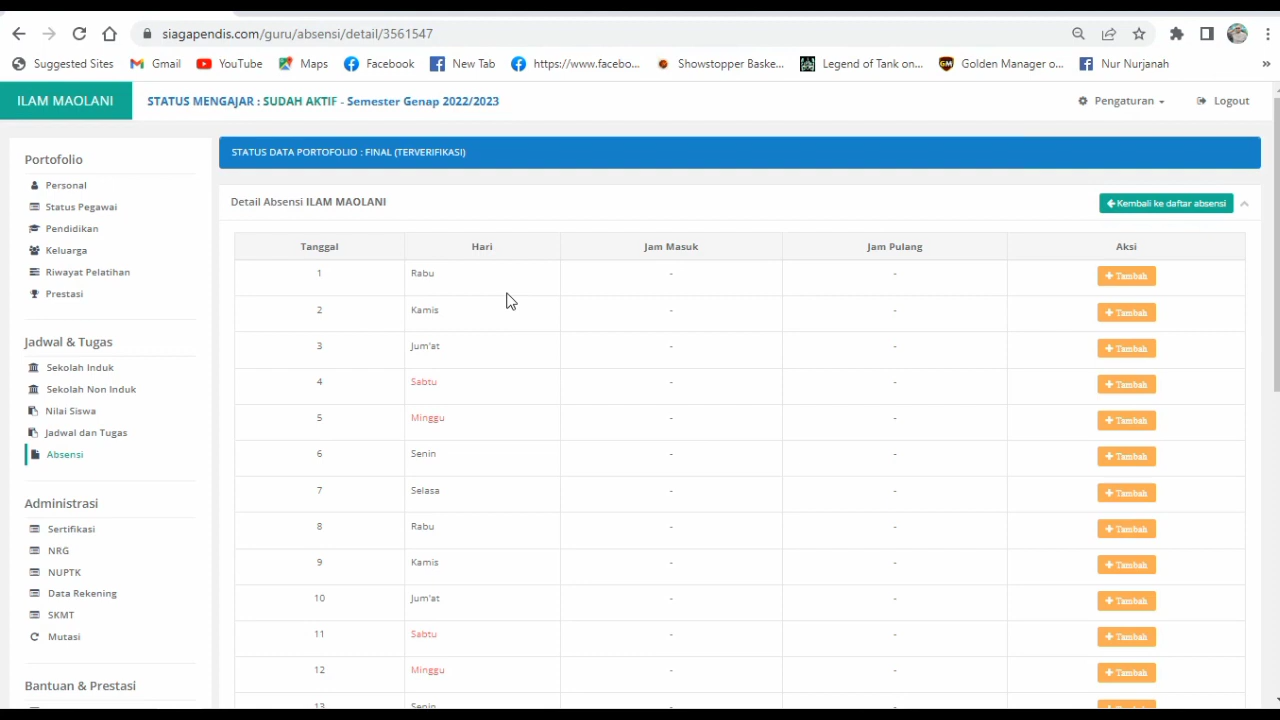 siagapendis.com/guru/absensi/detail/3561547
Suggested Sites Gmail YouTube Maps Facebook New Tab https://www.facebo... Showstopper Baske... Legend of Tank on... GM Golden Manager o... Nur Nurjanah »
ILAM MAOLANI STATUS MENGAJAR : SUDAH AKTIF - Semester Genap 2022/2023 Pengaturan Logout
STATUS DATA PORTOFOLIO : FINAL (TERVERIFIKASI)
Portofolio
Personal
Status Pegawai
Pendidikan
Keluarga
Riwayat Pelatihan
Prestasi
Jadwal & Tugas
Sekolah Induk
Sekolah Non Induk
Nilai Siswa
Jadwal dan Tugas
Absensi
Administrasi
Sertifikasi
NRG
NUPTK
Data Rekening
SKMT
Mutasi
Bantuan & Prestasi
Detail Absensi ILAM MAOLANI Kembali ke daftar absensi
Tanggal Hari Jam Masuk Jam Pulang Aksi
1 Rabu - - + Tambah
2 Kamis - - + Tambah
3 Jum'at - - + Tambah
4 Sabtu - - + Tambah
5 Minggu - - + Tambah
6 Senin - - + Tambah
7 Selasa - - + Tambah
8 Rabu - - + Tambah
9 Kamis - - + Tambah
10 Jum'at - - + Tambah
11 Sabtu - - + Tambah
12 Minggu - - + Tambah
13 Senin